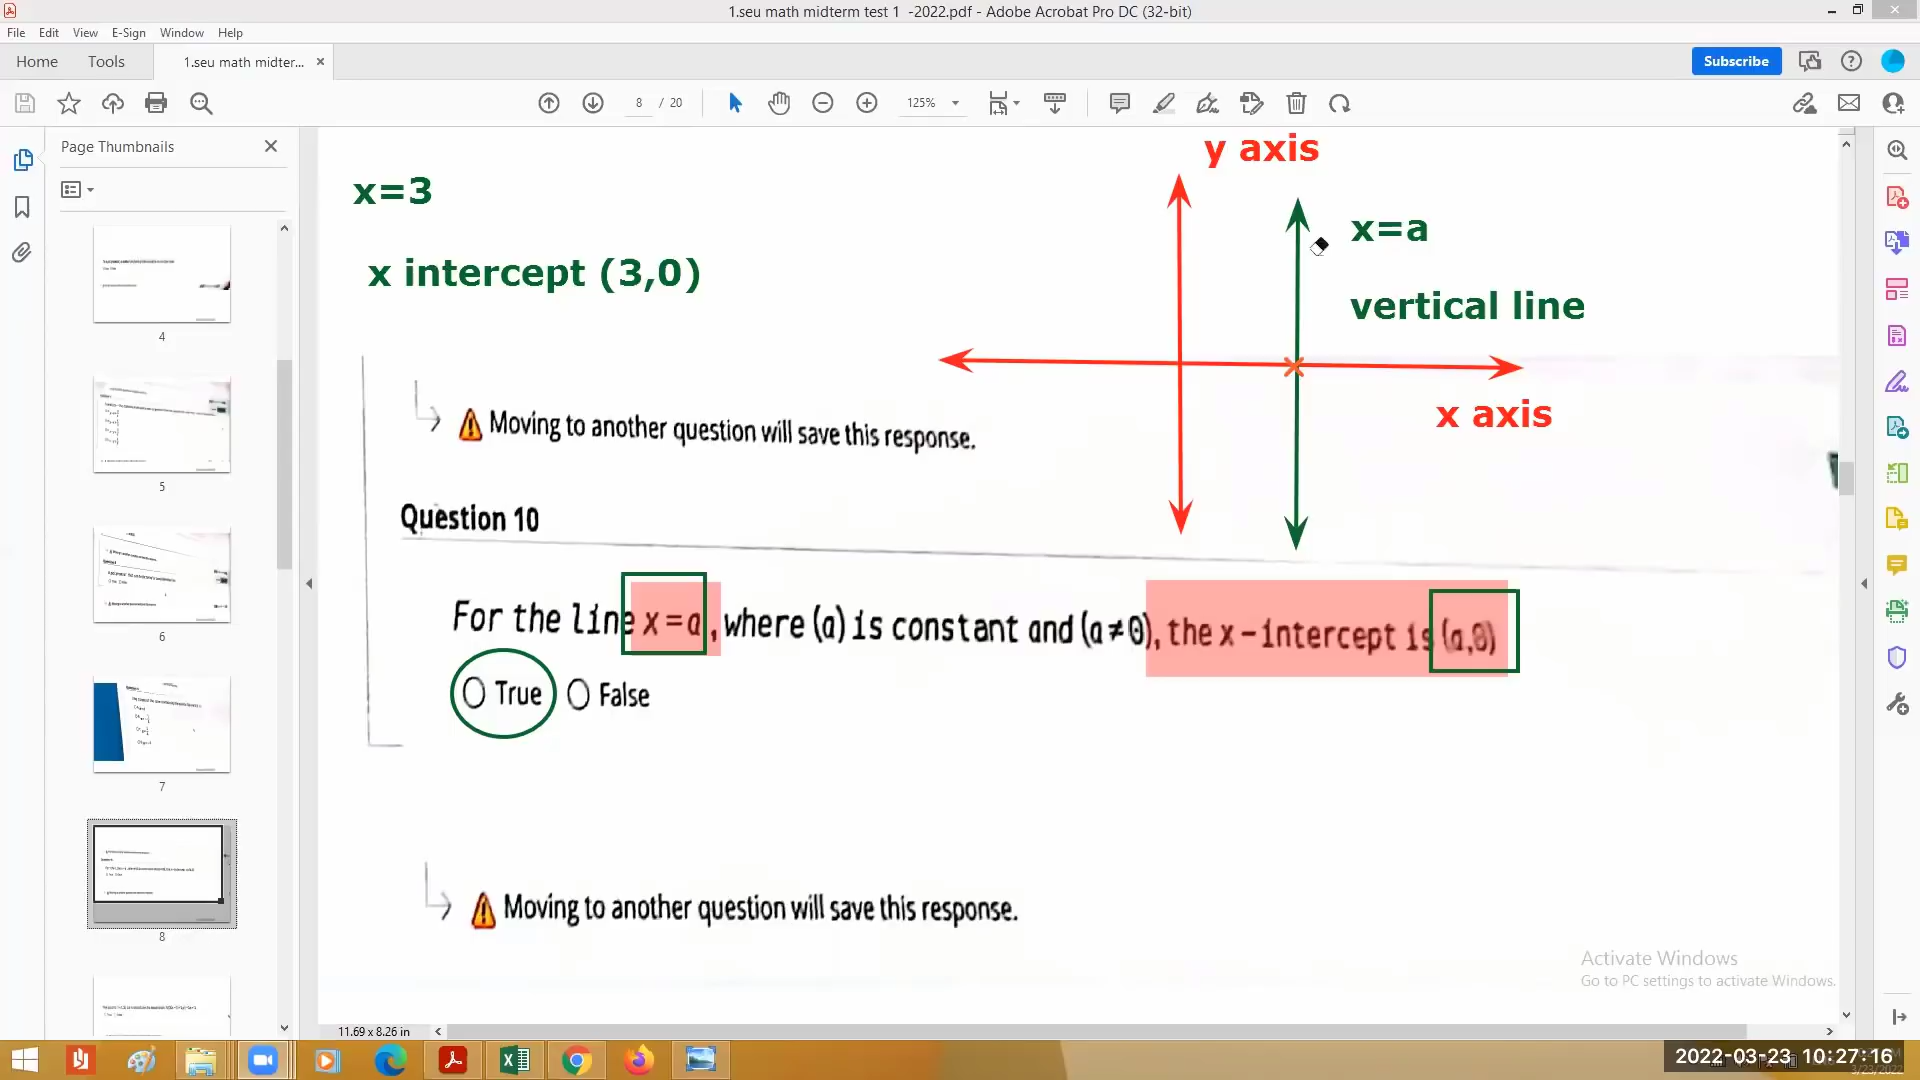 1.seu math midterm test 1 -2022.pdf - Adobe Acrobat Pro DC (32-bit)
File Edit View E-Sign Window Help
Home Tools 1.seu math midter... ×
Subscribe
8 / 20
125%
Page Thumbnails
4
5
6
7
8
y axis
x=3
x=a
x intercept (3,0)
vertical line
x axis
Moving to another question will save this response.
Question 10
For the line x = a , where (a) is constant and (a ≠ 0), the x - intercept is (a,0)
True False
Moving to another question will save this response.
Activate Windows
Go to PC settings to activate Windows.
11.69 x 8.26 in
2022-03-23 10:27:16
3/23/2022